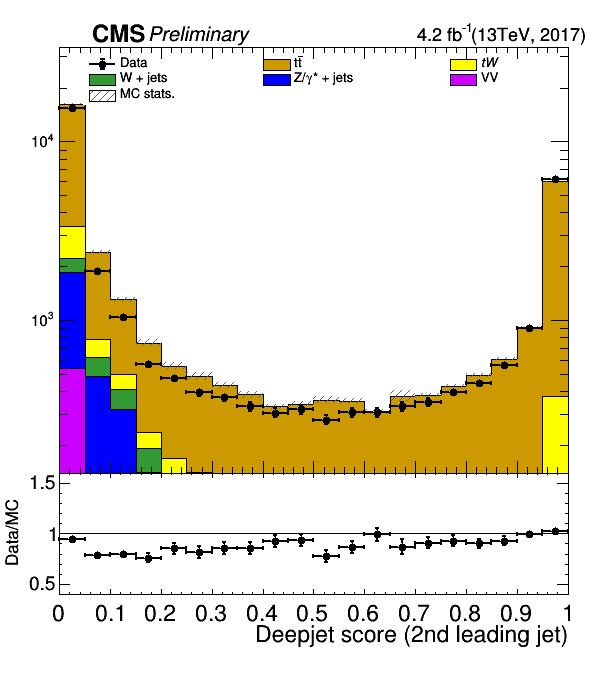 CMS Preliminary 4.2 fb⁻¹(13TeV, 2017)
Data tt̄ tW
W + jets Z/γ* + jets VV
MC stats.
10⁴
10³
1.5
1
0.5
Data/MC
0 0.1 0.2 0.3 0.4 0.5 0.6 0.7 0.8 0.9 1
Deepjet score (2nd leading jet)